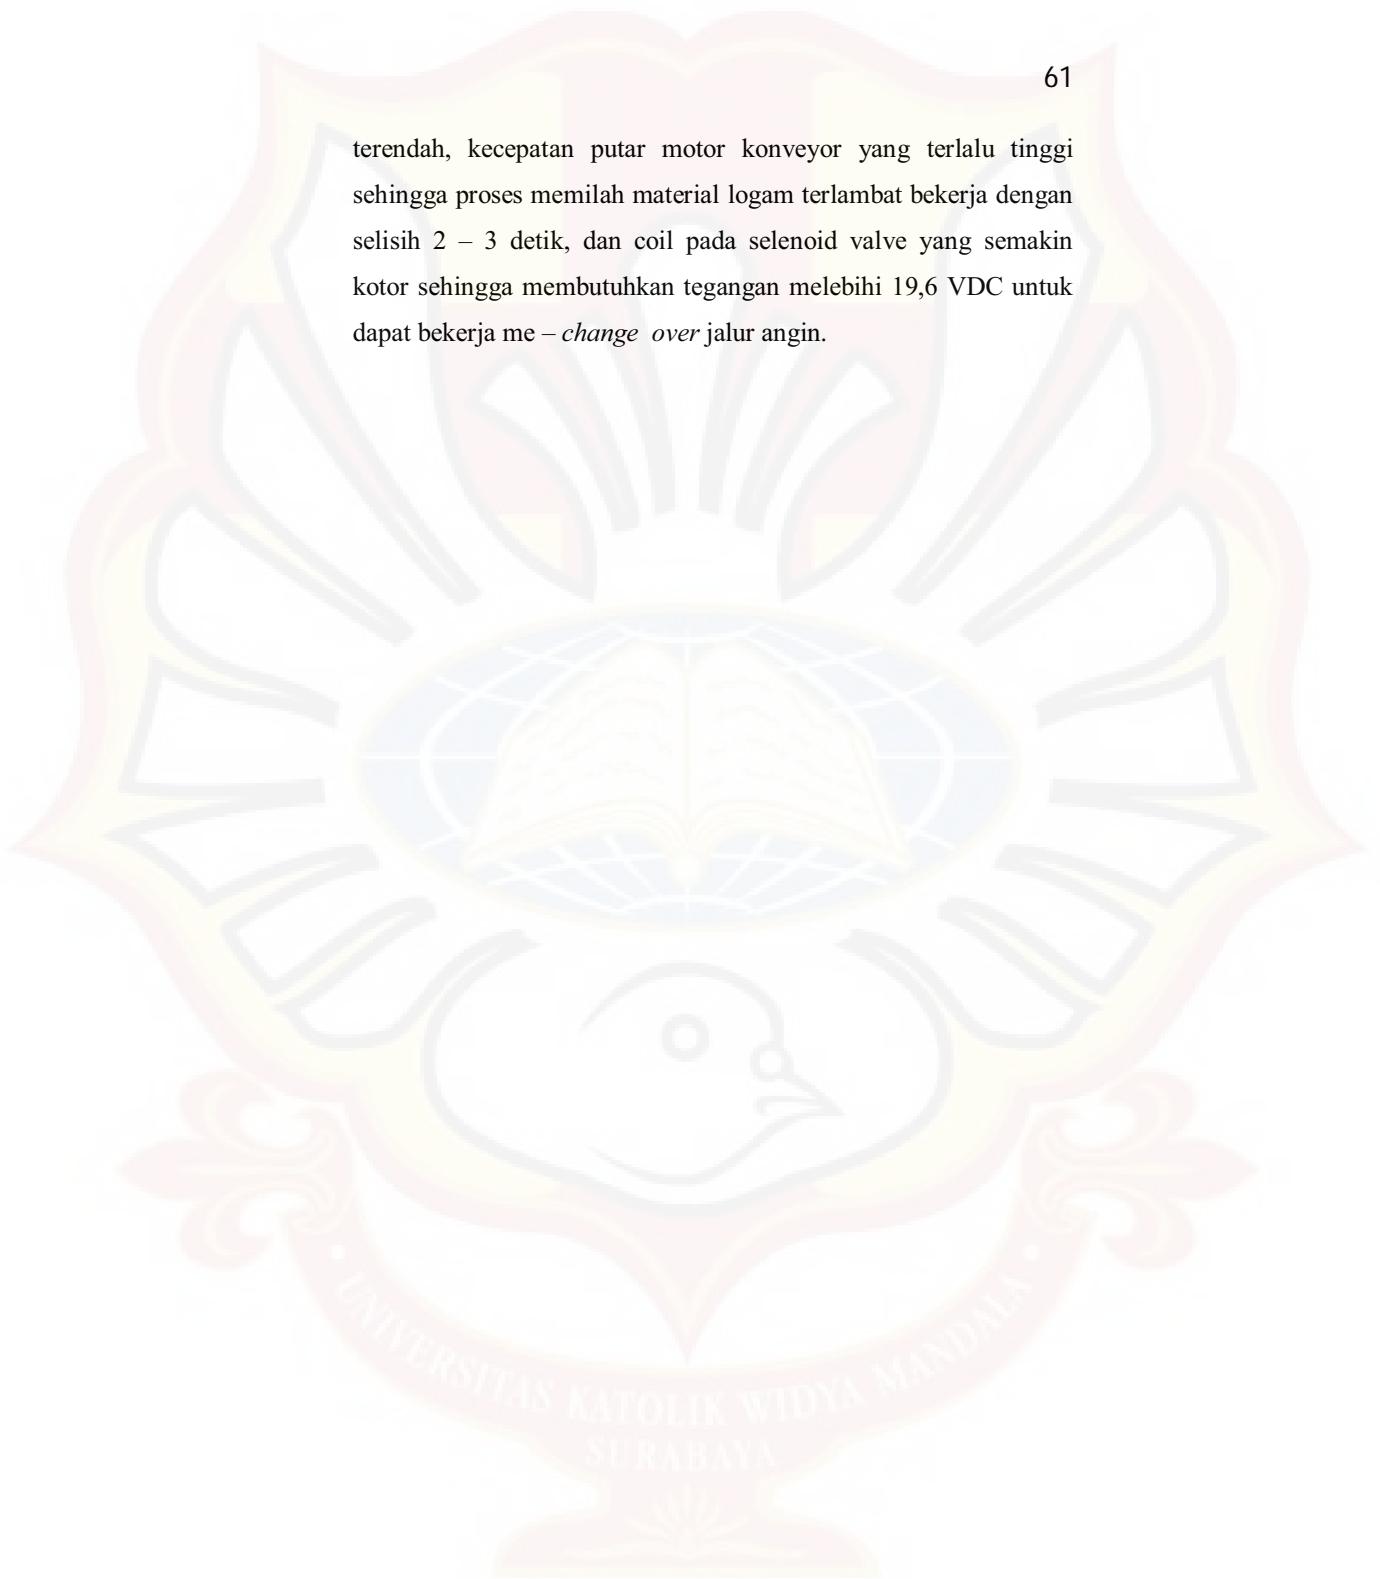 61
terendah, kecepatan putar motor konveyor yang terlalu tinggi
sehingga proses memilah material logam terlambat bekerja dengan
selisih 2 – 3 detik, dan coil pada selenoid valve yang semakin
kotor sehingga membutuhkan tegangan melebihi 19,6 VDC untuk
dapat bekerja me – change over jalur angin.
• UNIVERSITAS KATOLIK WIDYA MANDALA •
SURABAYA